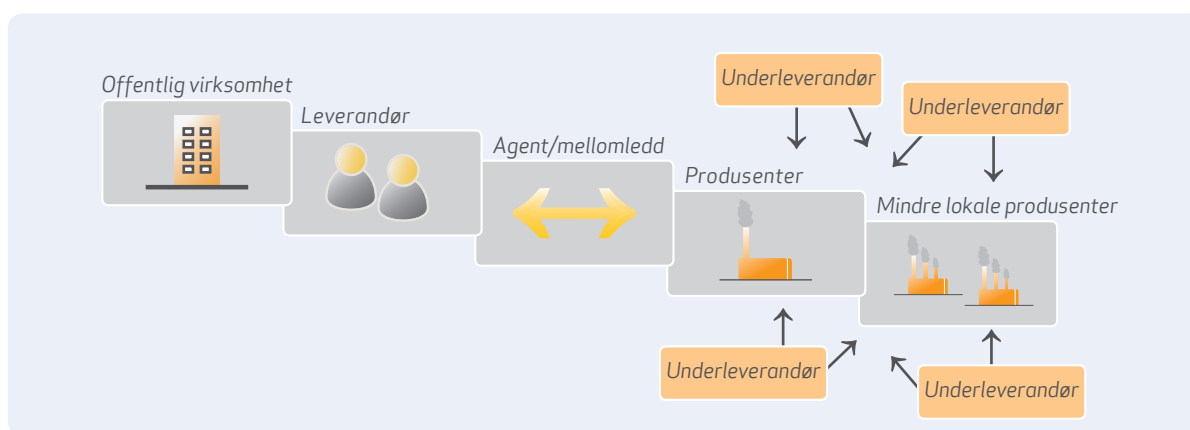 Offentlig virksomhet
Leverandør
Agent/mellomledd
Produsenter
Mindre lokale produsenter
Underleverandør
Underleverandør
Underleverandør
Underleverandør